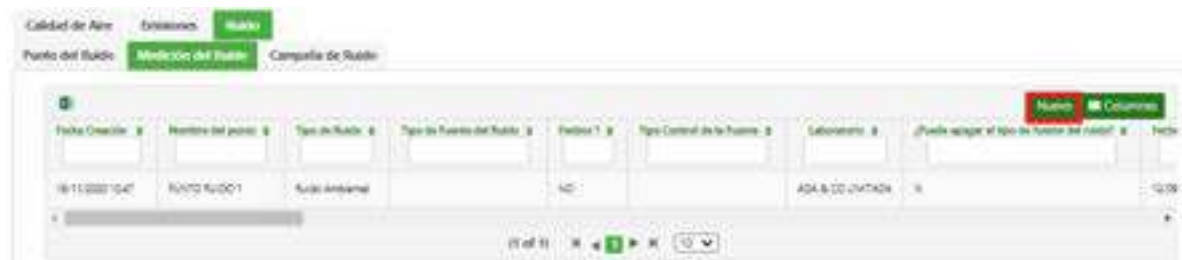 Calidad de Aire Emisiones Ruido
Punto del Ruido Medición del Ruido Campaña de Ruido
Nuevo Columnas
Fecha Creación Nombre del punto Tipo de Ruido Tipo de Fuente del Ruido Tipo Control de la Fuente Laboratorio ¿Puede apagar el tipo de fuente del ruido? Fecha
PUNTO RUIDO 1 Ruido Ambiental NO
(1 of 1) 1 10